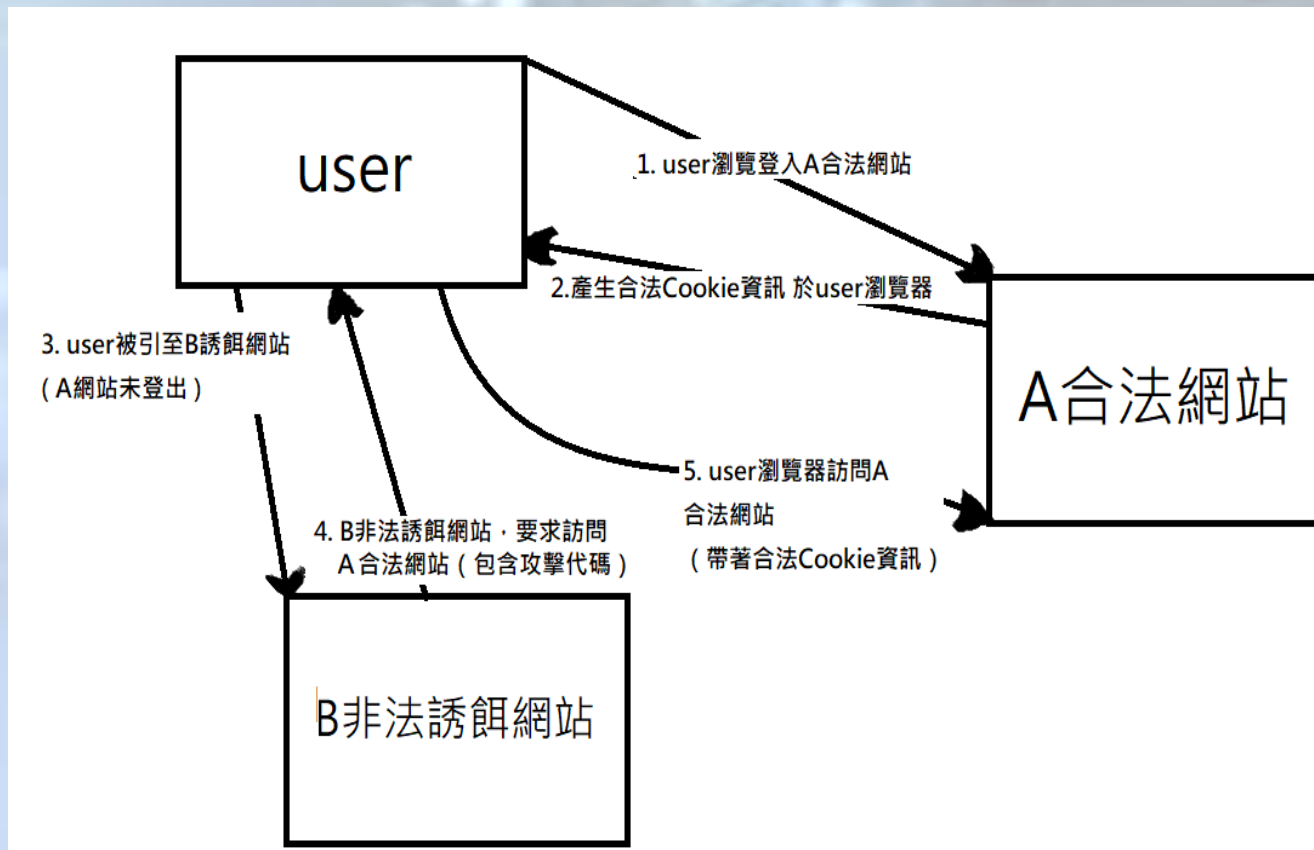 user
1. user瀏覽登入A合法網站
2.產生合法Cookie資訊 於user瀏覽器
3. user被引至B誘餌網站
（A網站未登出）
A合法網站
4. B非法誘餌網站，要求訪問
A合法網站（包含攻擊代碼）
5. user瀏覽器訪問A
合法網站
（帶著合法Cookie資訊）
B非法誘餌網站